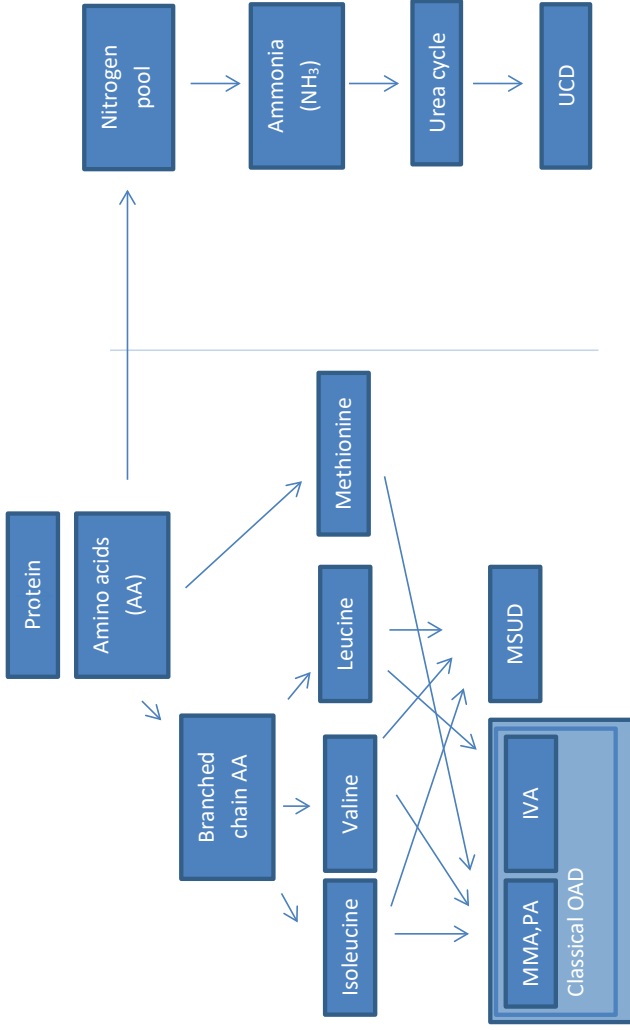 Protein
Amino acids
(AA)
Nitrogen
pool
Branched
chain AA
Ammonia
(NH₃)
Isoleucine
Valine
Leucine
Methionine
Urea cycle
MMA,PA
IVA
Classical OAD
MSUD
UCD